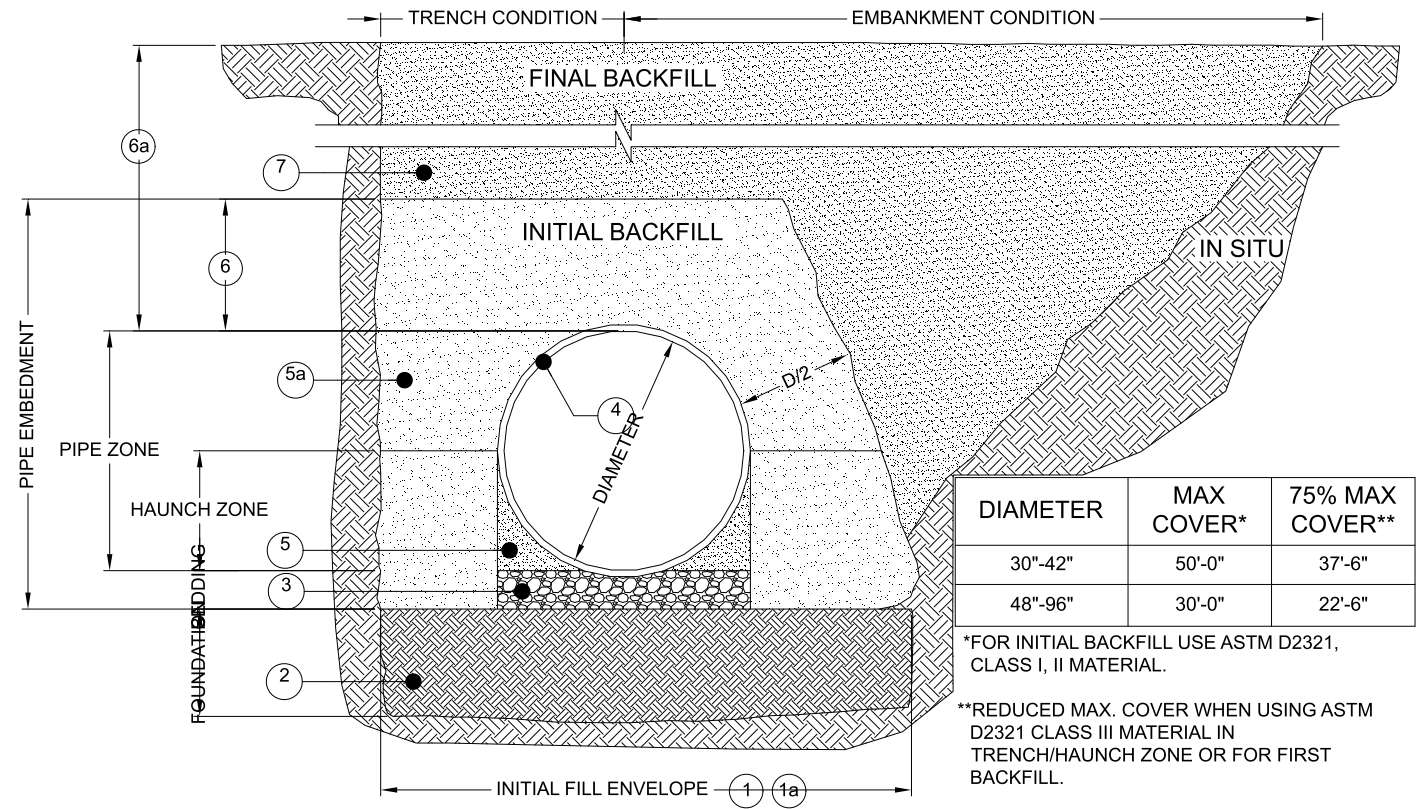 TRENCH CONDITION
EMBANKMENT CONDITION
FINAL BACKFILL
6a
7
INITIAL BACKFILL
IN SITU
6
PIPE EMBEDMENT
5a
D/2
4
DIAMETER
PIPE ZONE
HAUNCH ZONE
5
BEDDING
3
FOUNDATION
2
INITIAL FILL ENVELOPE
1
1a
DIAMETER
MAX
COVER*
75% MAX
COVER**
30"-42"
50'-0"
37'-6"
48"-96"
30'-0"
22'-6"
*FOR INITIAL BACKFILL USE ASTM D2321,
CLASS I, II MATERIAL.
**REDUCED MAX. COVER WHEN USING ASTM
D2321 CLASS III MATERIAL IN
TRENCH/HAUNCH ZONE OR FOR FIRST
BACKFILL.